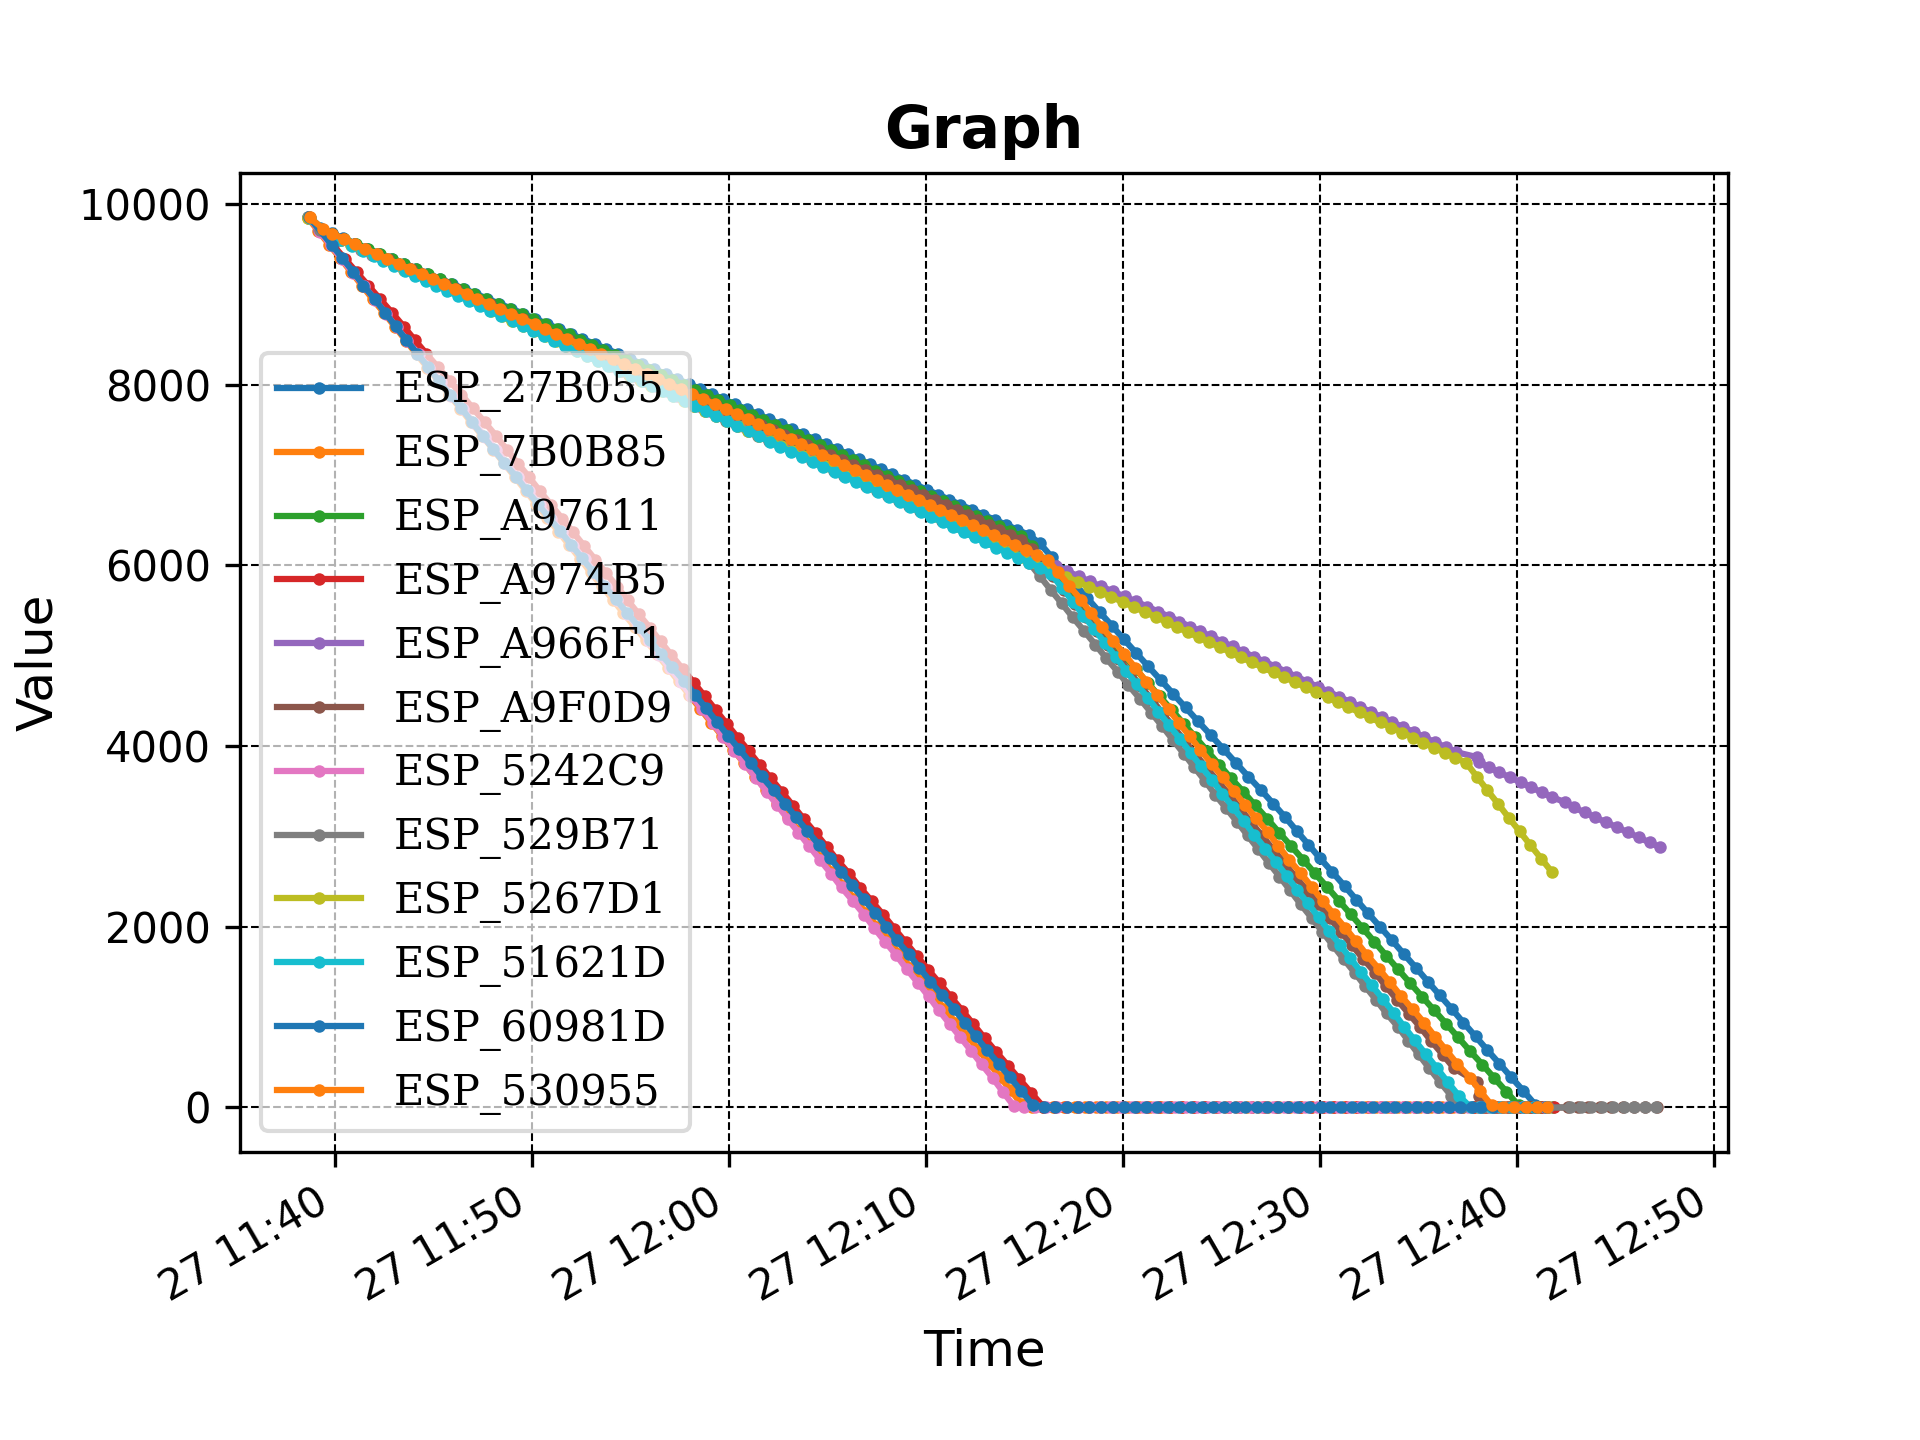 Graph
10000
8000
6000
4000
2000
0
Value
ESP_27B055
ESP_7B0B85
ESP_A97611
ESP_A974B5
ESP_A966F1
ESP_A9F0D9
ESP_5242C9
ESP_529B71
ESP_5267D1
ESP_51621D
ESP_60981D
ESP_530955
27 11:40
27 11:50
27 12:00
27 12:10
27 12:20
27 12:30
27 12:40
27 12:50
Time